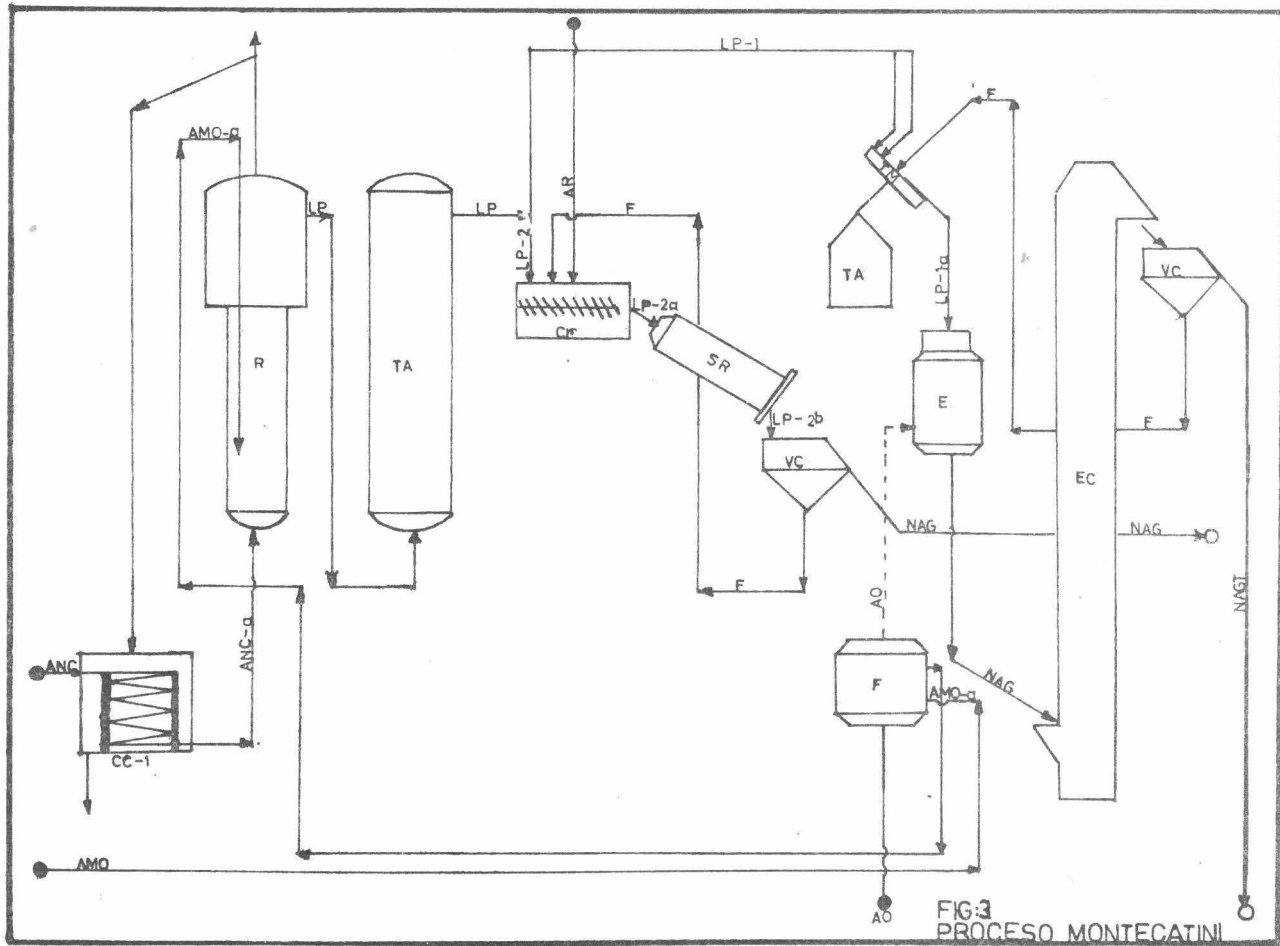 LP-1
F
AMO-a
AR
LP
LP
F
LP-2
TA
LP-1a
VC
LP-2a
R
TA
SR
E
LP-2b
F
VC
EC
NAG
NAG
F
AO
NAGT
ANC-a
ANC
F
NAG
AMO-a
CC-1
AMO
AO
FIG:3
PROCESO MONTECATINI